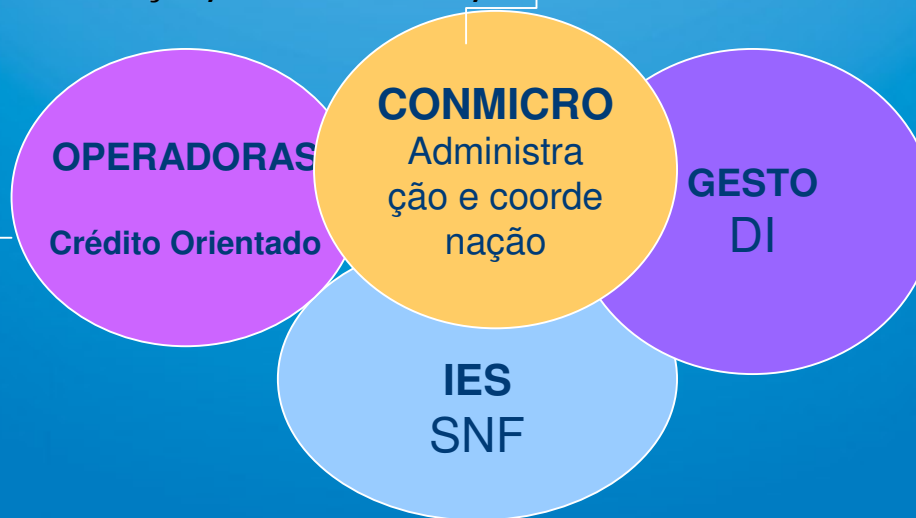 CONMICRO
Administra
ção e coorde
nação
OPERADORAS
Crédito Orientado
GESTO
DI
IES
SNF